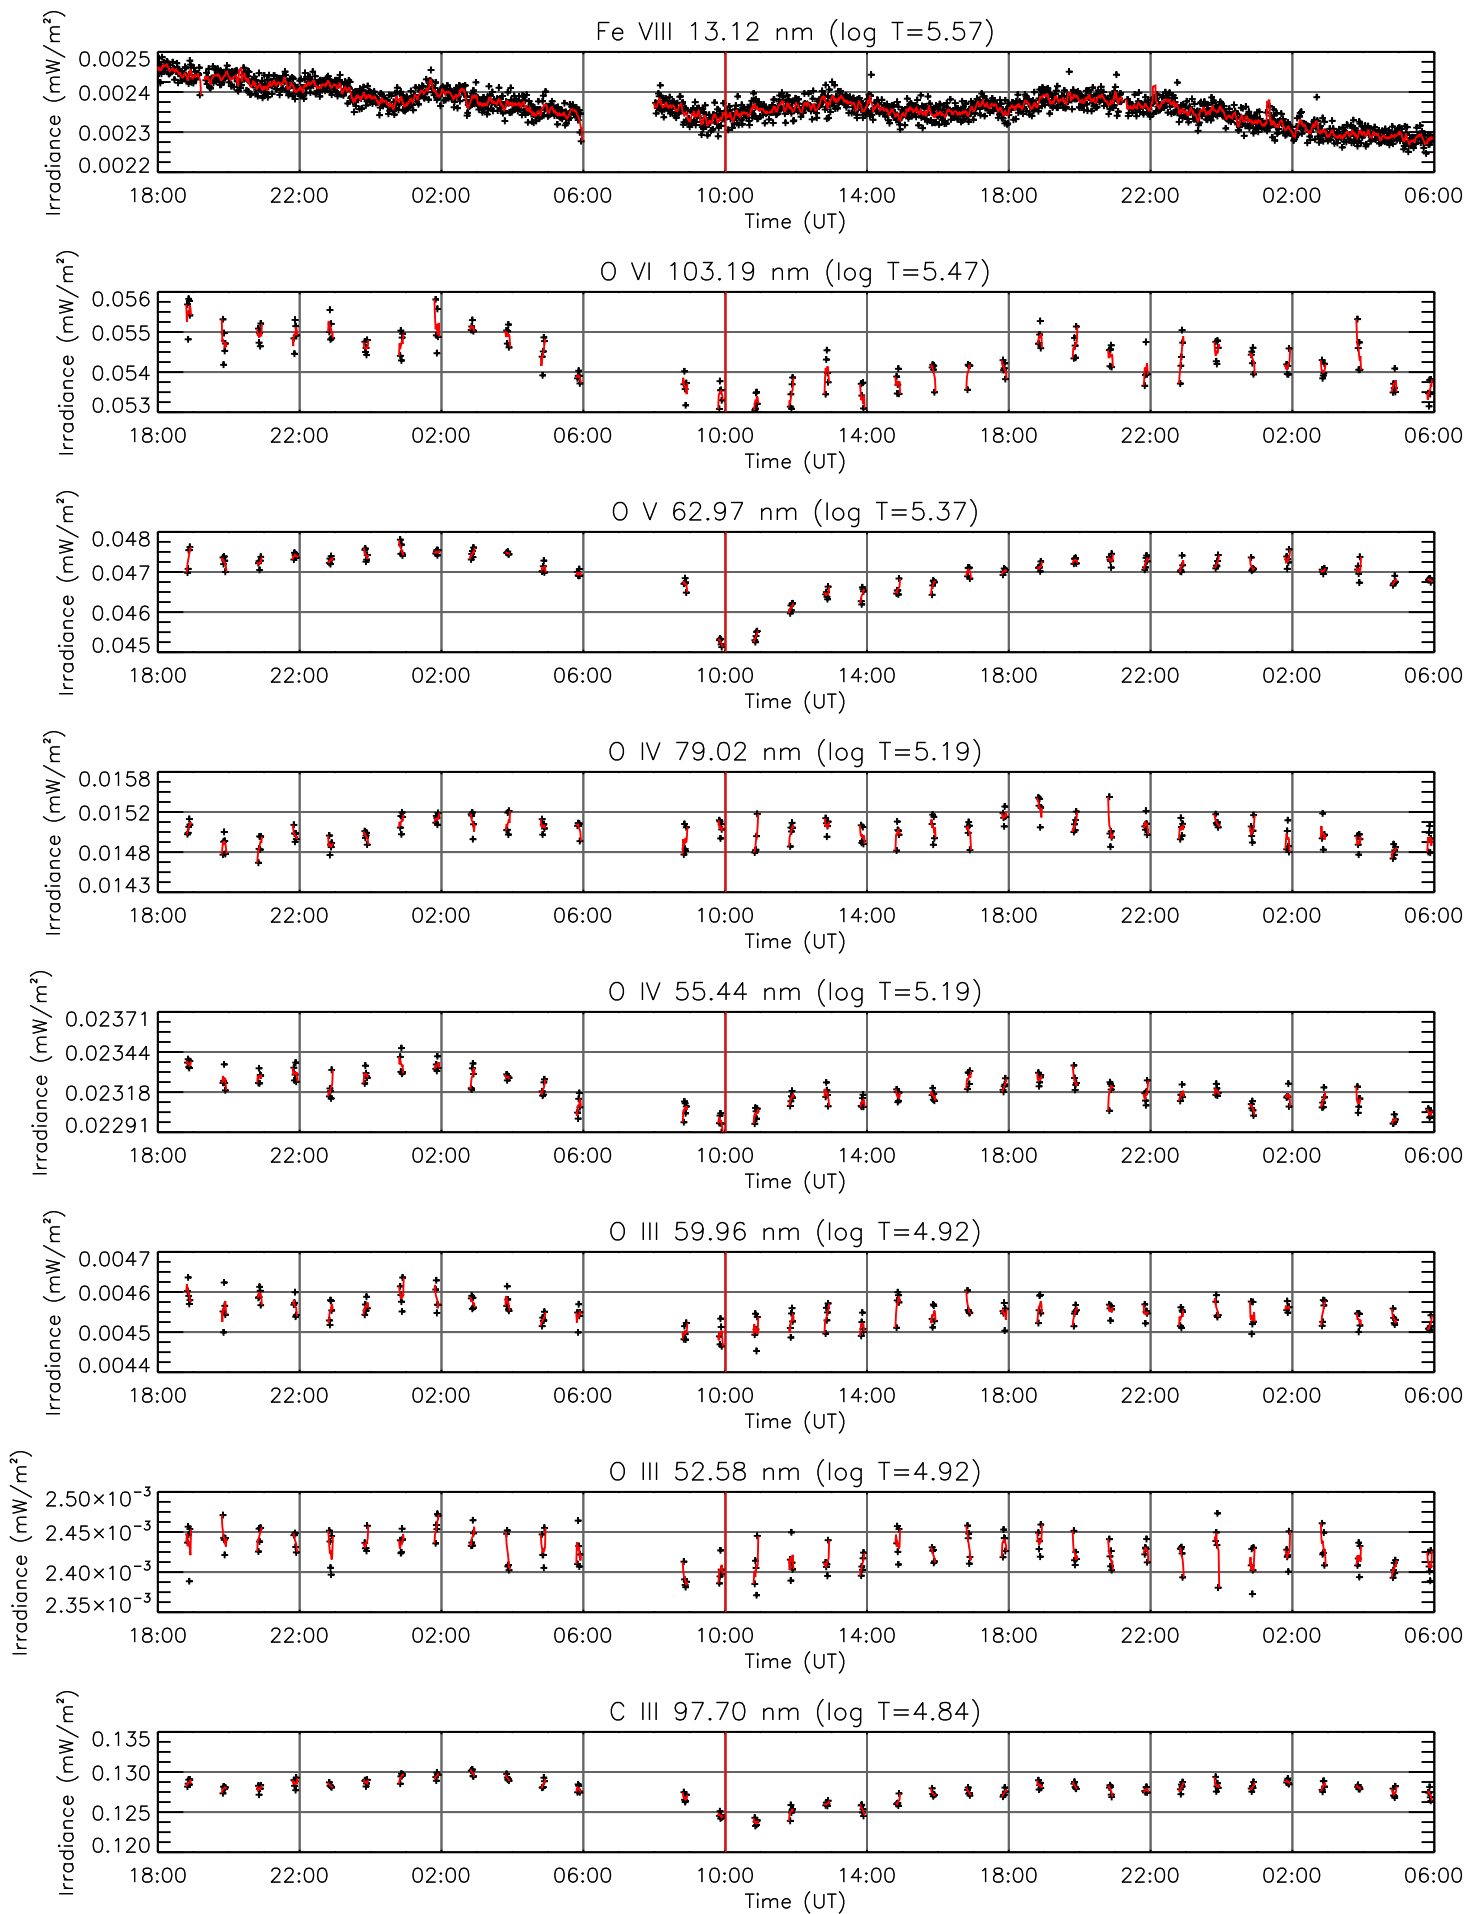 Fe VIII 13.12 nm (log T=5.57)
Irradiance (mW/m²)
0.0025
0.0024
0.0023
0.0022
18:00 22:00 02:00 06:00 10:00 14:00 18:00 22:00 02:00 06:00
Time (UT)
O VI 103.19 nm (log T=5.47)
Irradiance (mW/m²)
0.056
0.055
0.054
0.053
18:00 22:00 02:00 06:00 10:00 14:00 18:00 22:00 02:00 06:00
Time (UT)
O V 62.97 nm (log T=5.37)
Irradiance (mW/m²)
0.048
0.047
0.046
0.045
18:00 22:00 02:00 06:00 10:00 14:00 18:00 22:00 02:00 06:00
Time (UT)
O IV 79.02 nm (log T=5.19)
Irradiance (mW/m²)
0.0158
0.0152
0.0148
0.0143
18:00 22:00 02:00 06:00 10:00 14:00 18:00 22:00 02:00 06:00
Time (UT)
O IV 55.44 nm (log T=5.19)
Irradiance (mW/m²)
0.02371
0.02344
0.02318
0.02291
18:00 22:00 02:00 06:00 10:00 14:00 18:00 22:00 02:00 06:00
Time (UT)
O III 59.96 nm (log T=4.92)
Irradiance (mW/m²)
0.0047
0.0046
0.0045
0.0044
18:00 22:00 02:00 06:00 10:00 14:00 18:00 22:00 02:00 06:00
Time (UT)
O III 52.58 nm (log T=4.92)
Irradiance (mW/m²)
2.50×10⁻³
2.45×10⁻³
2.40×10⁻³
2.35×10⁻³
18:00 22:00 02:00 06:00 10:00 14:00 18:00 22:00 02:00 06:00
Time (UT)
C III 97.70 nm (log T=4.84)
Irradiance (mW/m²)
0.135
0.130
0.125
0.120
18:00 22:00 02:00 06:00 10:00 14:00 18:00 22:00 02:00 06:00
Time (UT)